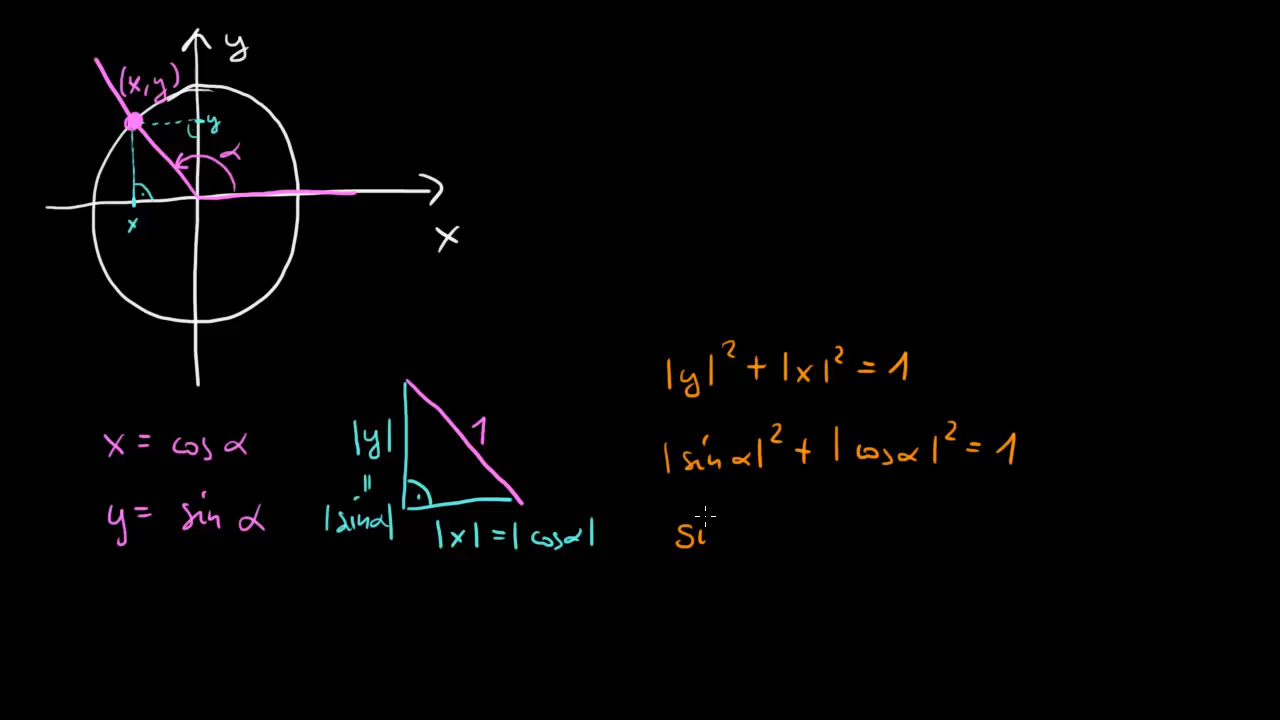 y
(x,y)
y
α
x
x
|y|² + |x|² = 1
x = cos α
|y|
1
|sin α|² + |cos α|² = 1
y = sin α
=
|sin α|
|x| = |cos α|
si